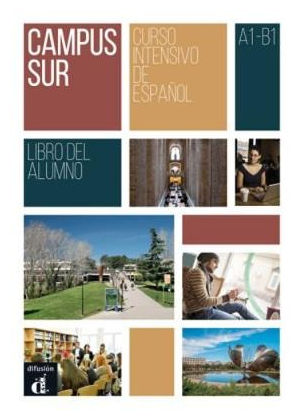 CAMPUS
SUR
CURSO
INTENSIVO
DE
ESPAÑOL
A1-B1
LIBRO DEL
ALUMNO
difusión